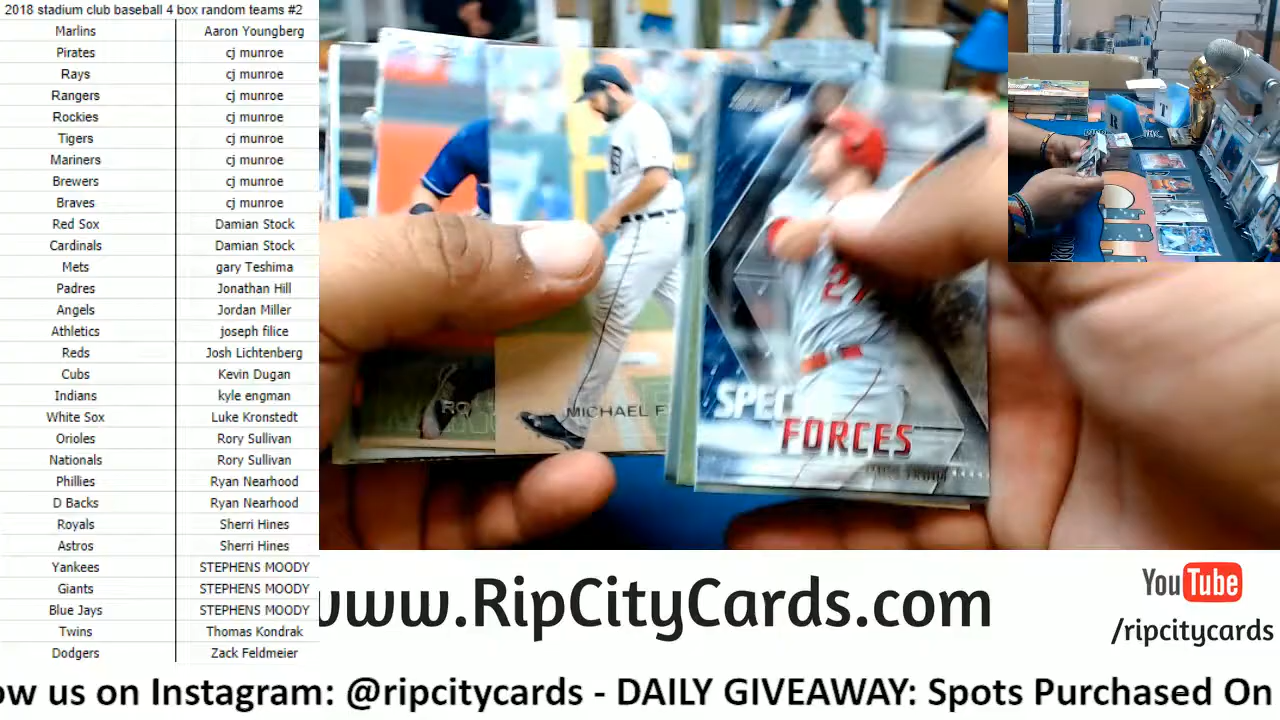 2018 stadium club baseball 4 box random teams #2
Marlins Aaron Youngberg
Pirates cj munroe
Rays cj munroe
Rangers cj munroe
Rockies cj munroe
Tigers cj munroe
Mariners cj munroe
Brewers cj munroe
Braves cj munroe
Red Sox Damian Stock
Cardinals Damian Stock
Mets gary Teshima
Padres Jonathan Hill
Angels Jordan Miller
Athletics joseph filice
Reds Josh Lichtenberg
Cubs Kevin Dugan
Indians kyle engman
White Sox Luke Kronstedt
Orioles Rory Sullivan
Nationals Rory Sullivan
Phillies Ryan Nearhood
D Backs Ryan Nearhood
Royals Sherri Hines
Astros Sherri Hines
Yankees STEPHENS MOODY
Giants STEPHENS MOODY
Blue Jays STEPHENS MOODY
Twins Thomas Kondrak
Dodgers Zack Feldmeier
RO
MICHAEL F
27
SPEC
FORCES
www.RipCityCards.com
YouTube
/ripcitycards
ow us on Instagram: @ripcitycards - DAILY GIVEAWAY: Spots Purchased On